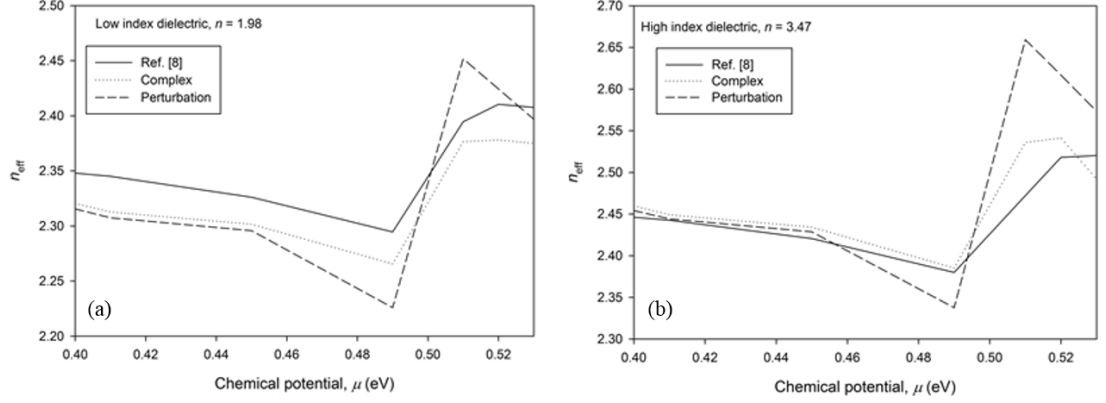 Low index dielectric, n = 1.98
Ref. [8]
Complex
Perturbation
2.50
2.45
2.40
2.35
2.30
2.25
2.20
neff
(a)
0.40 0.42 0.44 0.46 0.48 0.50 0.52
Chemical potential, μ (eV)
High index dielectric, n = 3.47
Ref. [8]
Complex
Perturbation
2.70
2.65
2.60
2.55
2.50
2.45
2.40
2.35
2.30
neff
(b)
0.40 0.42 0.44 0.46 0.48 0.50 0.52
Chemical potential, μ (eV)